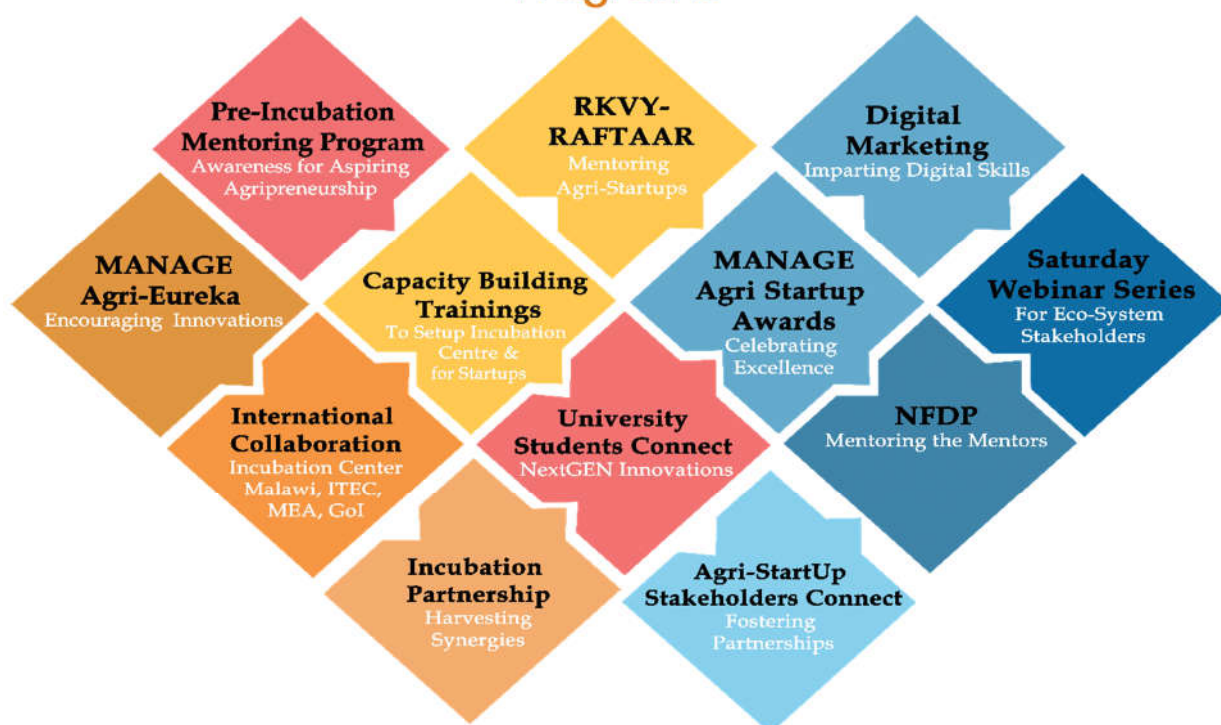 Pre-Incubation
Mentoring Program
Awareness for Aspiring
Agripreneurship
RKVY-
RAFTAAR
Mentoring
Agri-Startups
Digital
Marketing
Imparting Digital Skills
MANAGE
Agri-Eureka
Encouraging Innovations
Capacity Building
Trainings
To Setup Incubation
Centre &
for Startups
MANAGE
Agri Startup
Awards
Celebrating
Excellence
Saturday
Webinar Series
For Eco-System
Stakeholders
International
Collaboration
Incubation Center
Malawi, ITEC,
MEA, GoI
University
Students Connect
NextGEN Innovations
NFDP
Mentoring the Mentors
Incubation
Partnership
Harvesting
Synergies
Agri-StartUp
Stakeholders Connect
Fostering
Partnerships